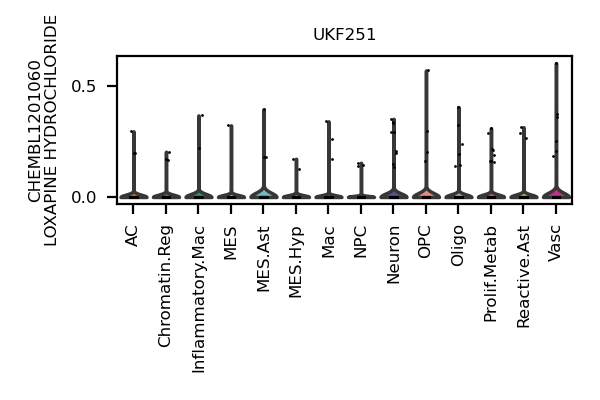 UKF251
CHEMBL1201060
LOXAPINE HYDROCHLORIDE
0.5
0.0
AC
Chromatin.Reg
Inflammatory.Mac
MES
MES.Ast
MES.Hyp
Mac
NPC
Neuron
OPC
Oligo
Prolif.Metab
Reactive.Ast
Vasc